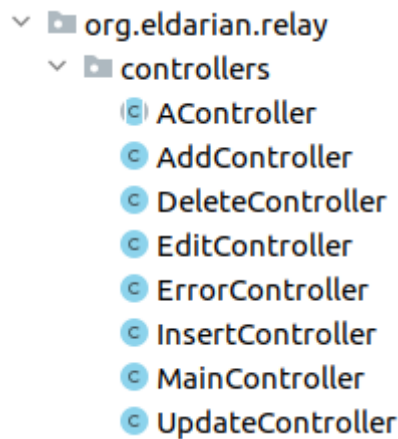 org.eldarian.relay
controllers
C AController
C AddController
C DeleteController
C EditController
C ErrorController
C InsertController
C MainController
C UpdateController